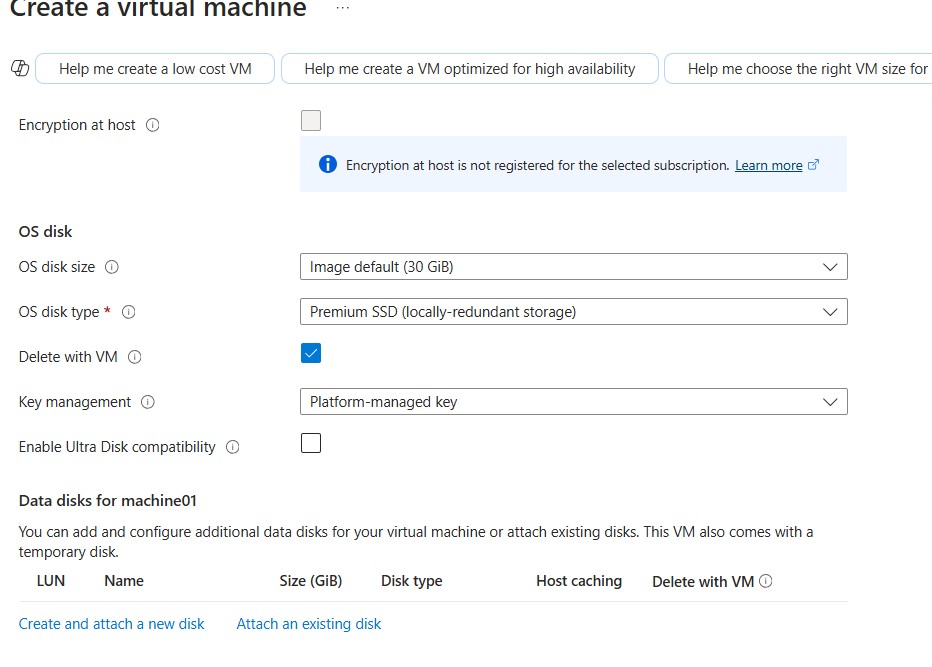 Create a virtual machine ...
Help me create a low cost VM Help me create a VM optimized for high availability Help me choose the right VM size for
Encryption at host
Encryption at host is not registered for the selected subscription. Learn more
OS disk
OS disk size Image default (30 GiB)
OS disk type * Premium SSD (locally-redundant storage)
Delete with VM
Key management Platform-managed key
Enable Ultra Disk compatibility
Data disks for machine01
You can add and configure additional data disks for your virtual machine or attach existing disks. This VM also comes with a
temporary disk.
LUN Name Size (GiB) Disk type Host caching Delete with VM
Create and attach a new disk Attach an existing disk